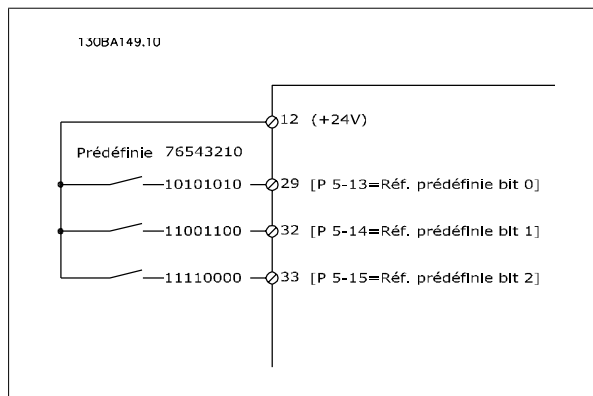 130BA149.10
12 (+24V)
Prédéfinie 76543210
10101010 29 [P 5-13=Réf. prédéfinie bit 0]
11001100 32 [P 5-14=Réf. prédéfinie bit 1]
11110000 33 [P 5-15=Réf. prédéfinie bit 2]